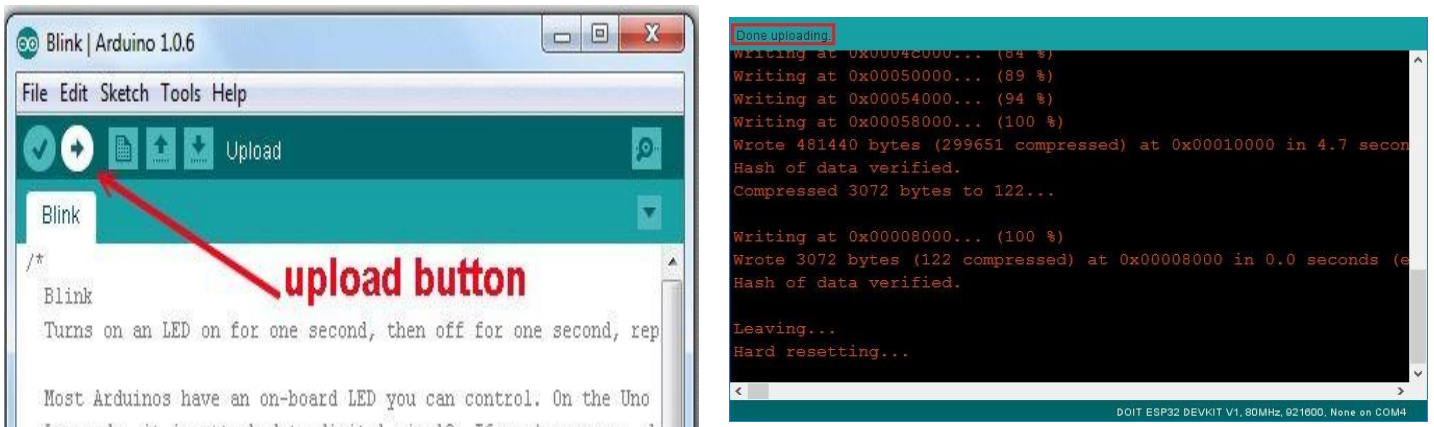 Blink | Arduino 1.0.6
File Edit Sketch Tools Help
Upload
Blink
upload button
/*
Blink
Turns on an LED on for one second, then off for one second, rep
Most Arduinos have an on-board LED you can control. On the Uno
Done uploading.
Writing at 0x0004c000... (84 %)
Writing at 0x00050000... (89 %)
Writing at 0x00054000... (94 %)
Writing at 0x00058000... (100 %)
Wrote 481440 bytes (299651 compressed) at 0x00010000 in 4.7 secon
Hash of data verified.
Compressed 3072 bytes to 122...
Writing at 0x00008000... (100 %)
Wrote 3072 bytes (122 compressed) at 0x00008000 in 0.0 seconds (e
Hash of data verified.
Leaving...
Hard resetting...
DOIT ESP32 DEVKIT V1, 80MHz, 921600, None on COM4